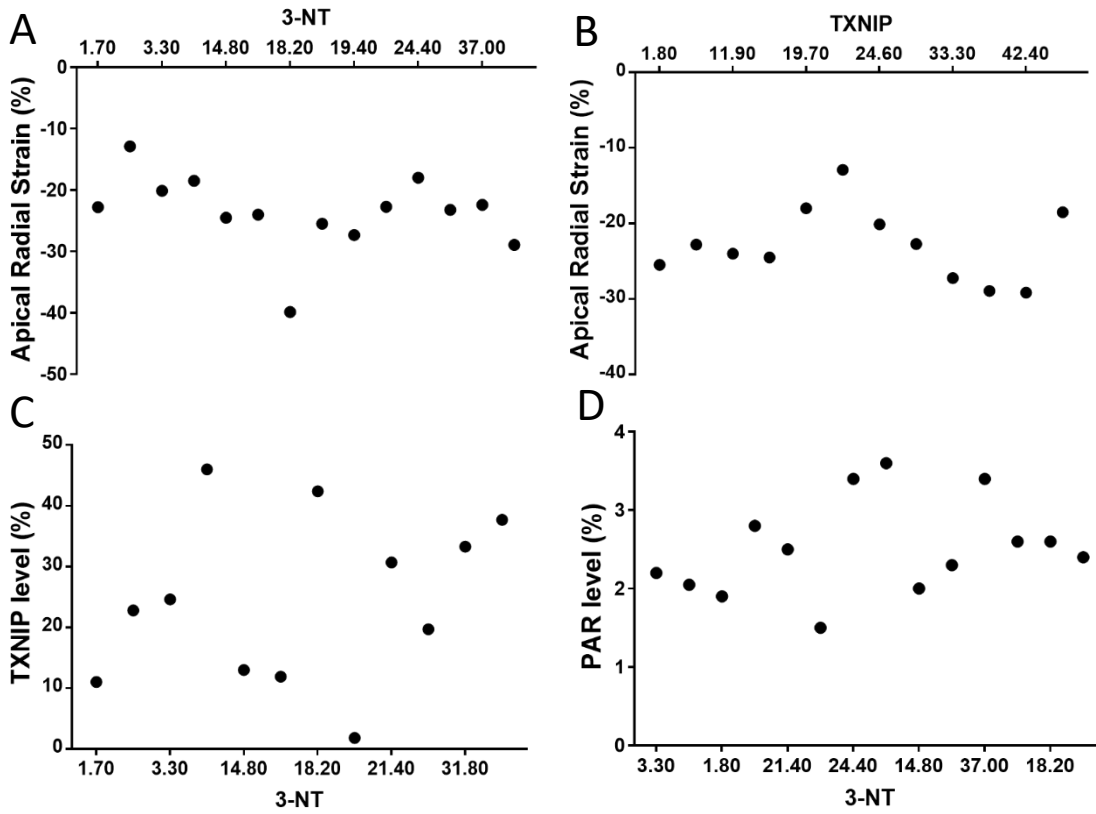 A
3-NT
1.70 3.30 14.80 18.20 19.40 24.40 37.00
0
-10
-20
-30
-40
-50
Apical Radial Strain (%)
B
TXNIP
1.80 11.90 19.70 24.60 33.30 42.40
0
-10
-20
-30
-40
Apical Radial Strain (%)
C
50
40
30
20
10
0
TXNIP level (%)
1.70 3.30 14.80 18.20 21.40 31.80
3-NT
D
4
3
2
1
0
PAR level (%)
3.30 1.80 21.40 24.40 14.80 37.00 18.20
3-NT